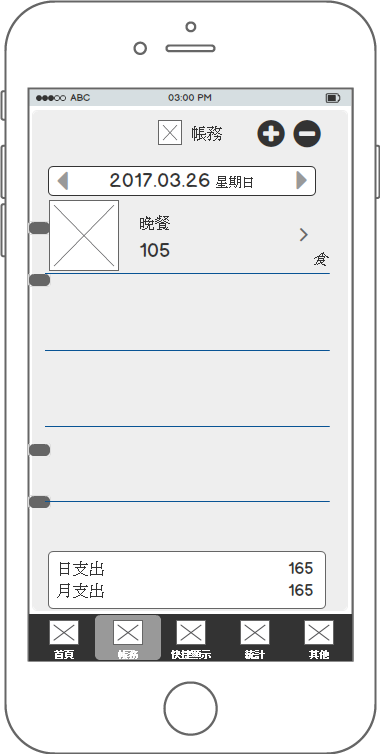 ABC 03:00 PM
帳務
2017.03.26 星期日
晚餐
105
食
日支出 165
月支出 165
首頁 帳務 快捷顯示 統計 其他